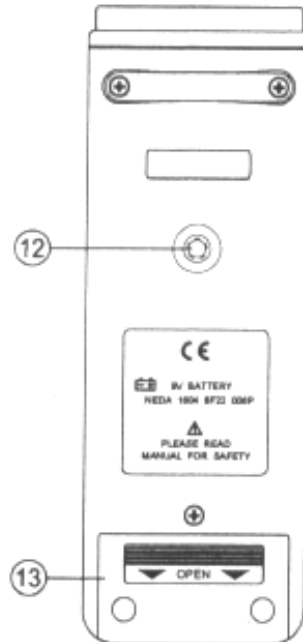 12
CE
9V BATTERY
NEDA 1604 6F22 006P
PLEASE READ
MANUAL FOR SAFETY
13
OPEN